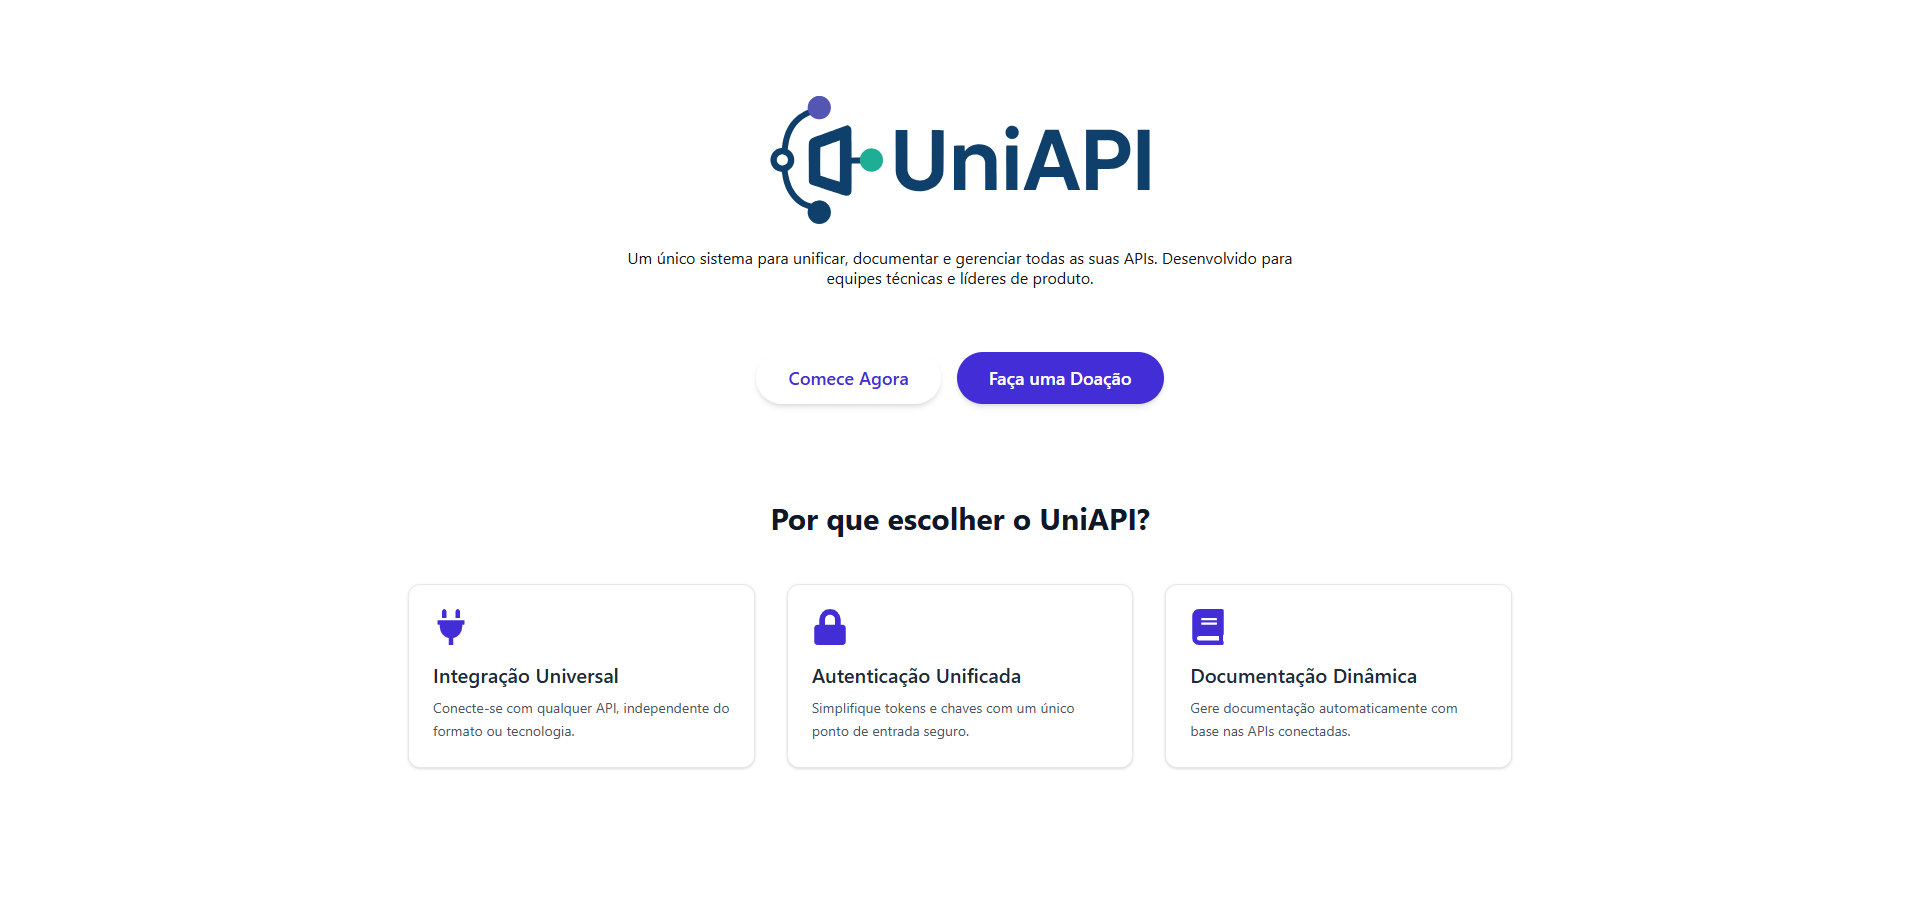 UniAPI
Um único sistema para unificar, documentar e gerenciar todas as suas APIs. Desenvolvido para
equipes técnicas e líderes de produto.
Comece Agora
Faça uma Doação
Por que escolher o UniAPI?
Integração Universal
Conecte-se com qualquer API, independente do
formato ou tecnologia.
Autenticação Unificada
Simplifique tokens e chaves com um único
ponto de entrada seguro.
Documentação Dinâmica
Gere documentação automaticamente com
base nas APIs conectadas.